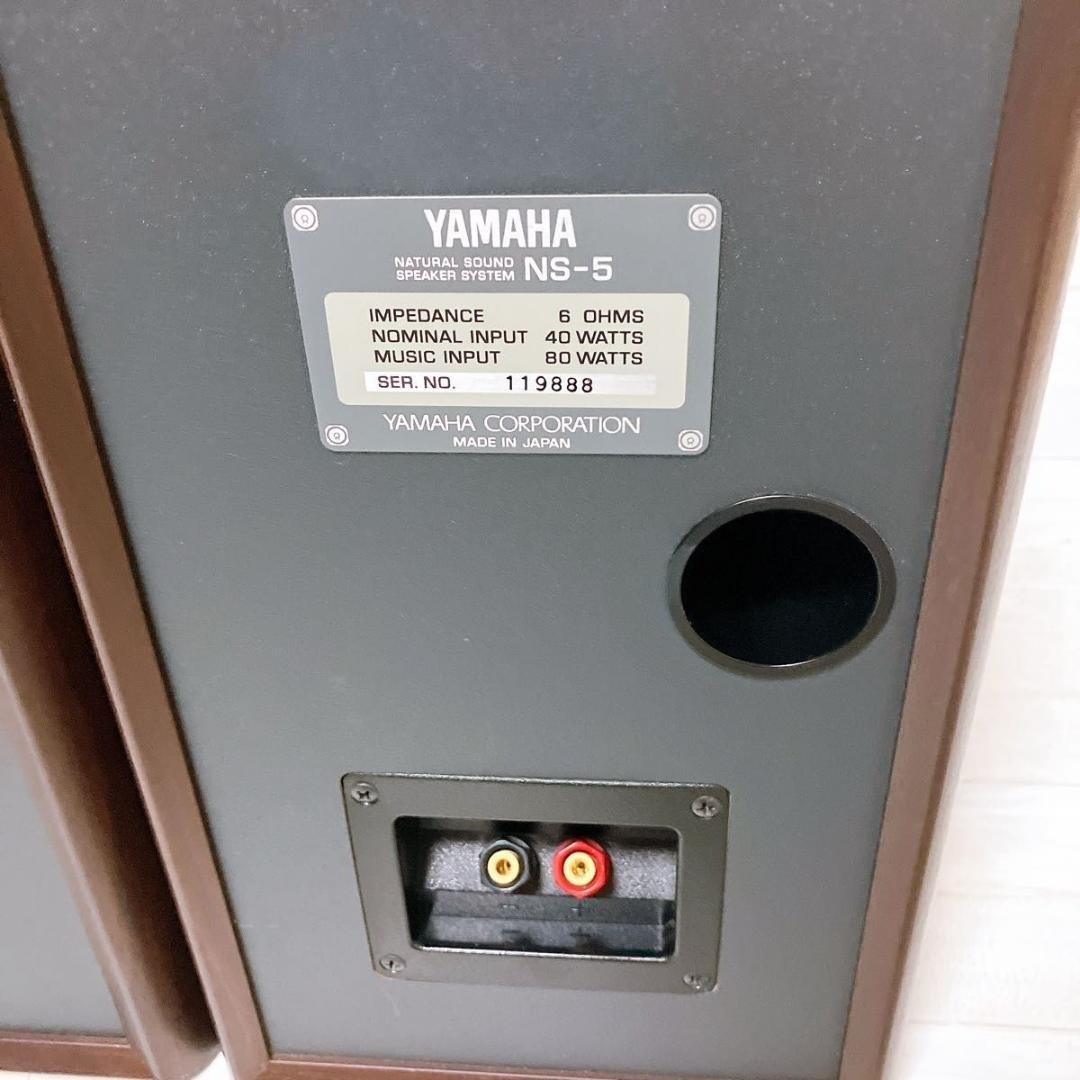 YAMAHA
NATURAL SOUND
SPEAKER SYSTEM NS-5
IMPEDANCE 6 OHMS
NOMINAL INPUT 40 WATTS
MUSIC INPUT 80 WATTS
SER. NO. 119888
YAMAHA CORPORATION
MADE IN JAPAN
- +
- +